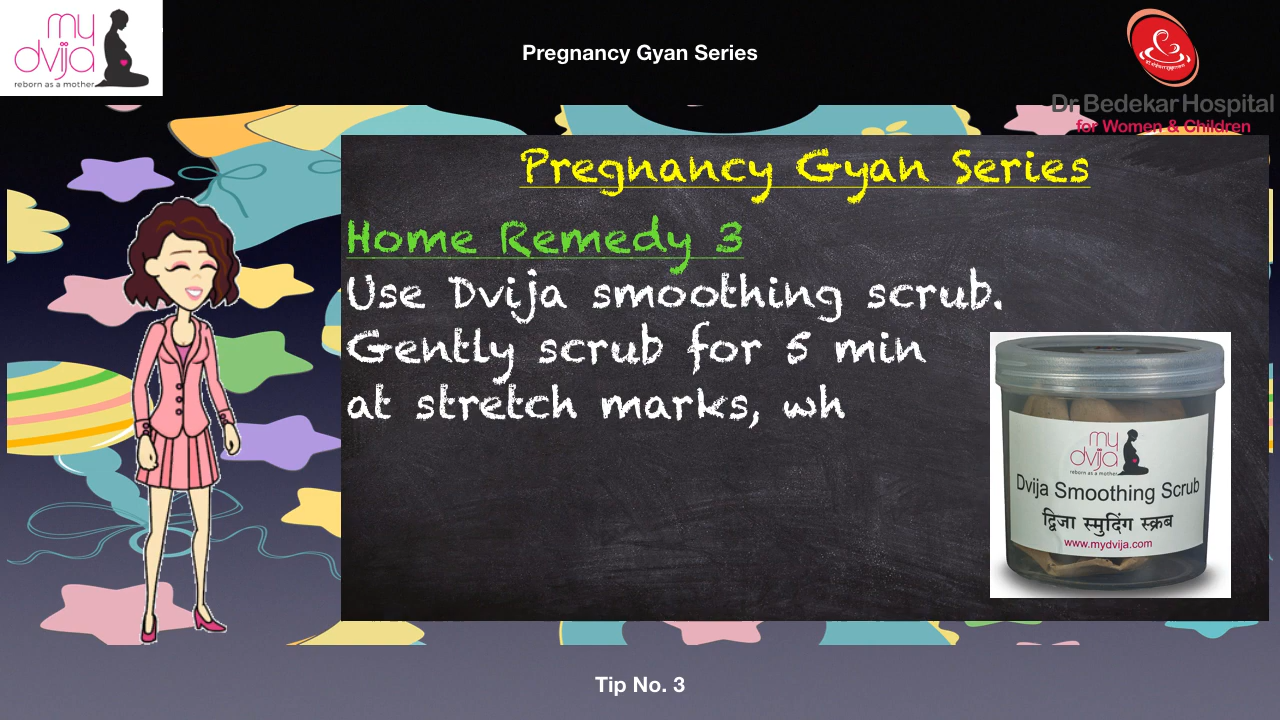 my
dvija
reborn as a mother
Pregnancy Gyan Series
Dr Bedekar Hospital
for Women & Children
Pregnancy Gyan Series
Home Remedy 3
Use Dvija smoothing scrub.
Gently scrub for 5 min
at stretch marks, wh
my
dvija
reborn as a mother
Dvija Smoothing Scrub
द्विजा स्मुदिंग स्क्रब
www.mydvija.com
Tip No. 3